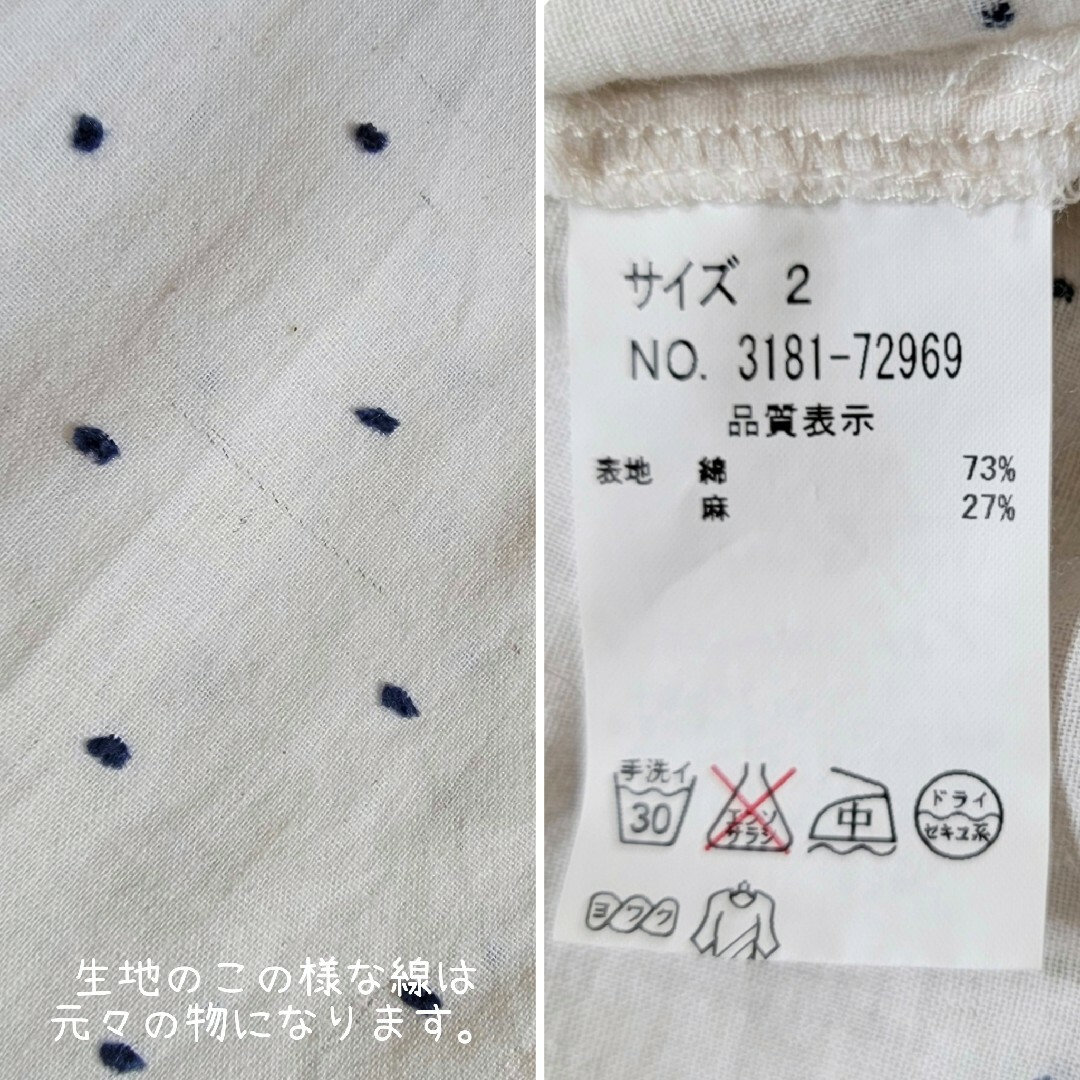 生地のこの様な線は
元々の物になります。
サイズ 2
NO. 3181-72969
品質表示
表地 綿 73%
麻 27%
手洗イ
30
エンソ
サラシ
中
ドライ
セキユ系
ヨワク